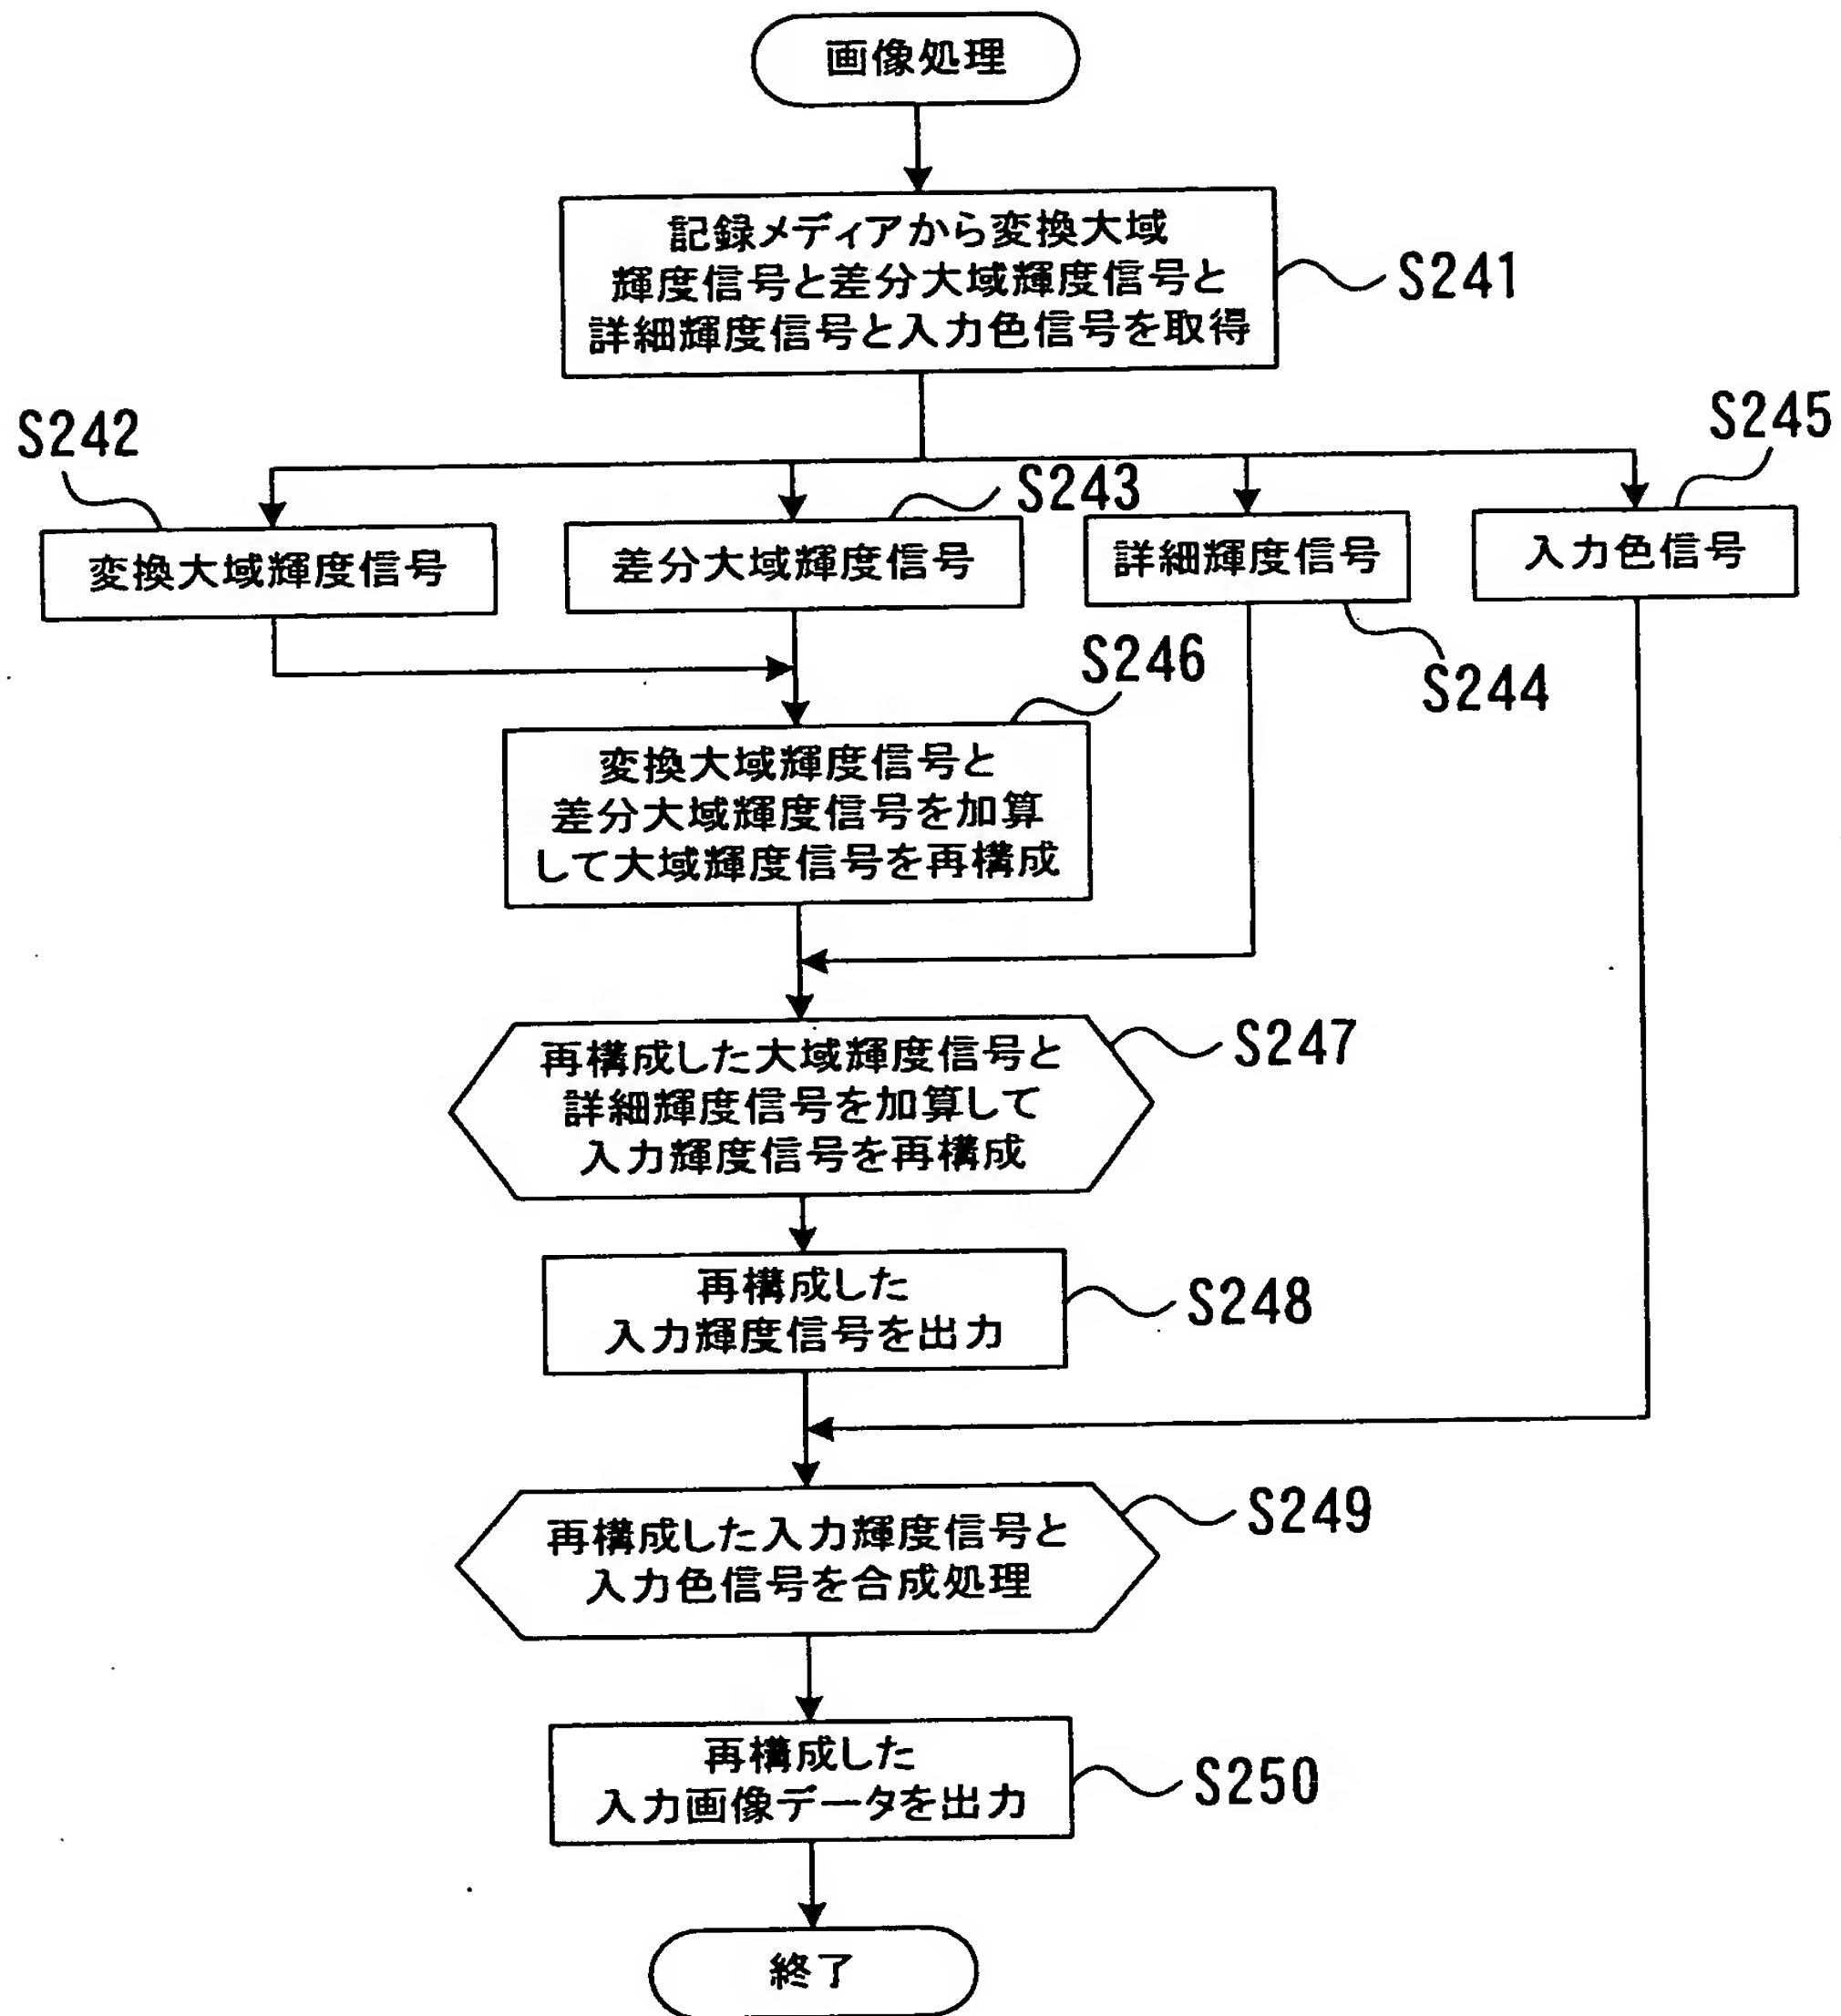 画像処理
記録メディアから変換大域
輝度信号と差分大域輝度信号と
詳細輝度信号と入力色信号を取得
S241
S242
S243
S245
変換大域輝度信号
差分大域輝度信号
詳細輝度信号
入力色信号
S246
S244
変換大域輝度信号と
差分大域輝度信号を加算
して大域輝度信号を再構成
再構成した大域輝度信号と
詳細輝度信号を加算して
入力輝度信号を再構成
S247
再構成した
入力輝度信号を出力
S248
再構成した入力輝度信号と
入力色信号を合成処理
S249
再構成した
入力画像データを出力
S250
終了